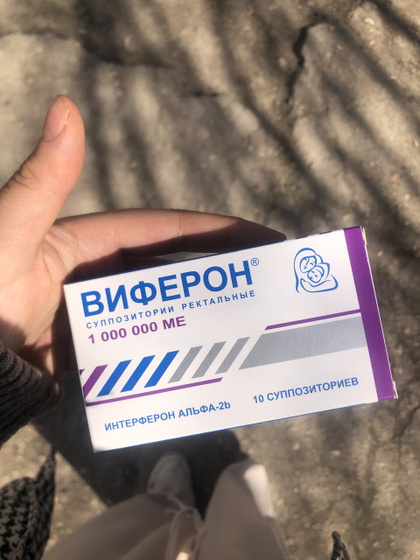 ВИФЕРОН®
СУППОЗИТОРИИ РЕКТАЛЬНЫЕ
1 000 000 МЕ
ИНТЕРФЕРОН АЛЬФА-2b
10 СУППОЗИТОРИЕВ